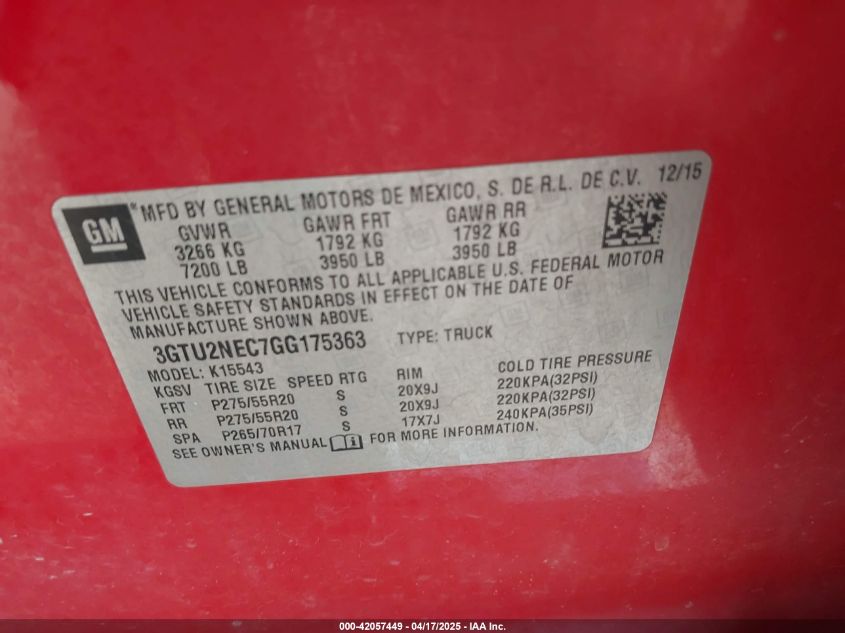 GM
*MFD BY GENERAL MOTORS DE MEXICO, S. DE R.L. DE C.V. 12/15
GVWR GAWR FRT GAWR RR
3266 KG 1792 KG 1792 KG
7200 LB 3950 LB 3950 LB
THIS VEHICLE CONFORMS TO ALL APPLICABLE U.S. FEDERAL MOTOR
VEHICLE SAFETY STANDARDS IN EFFECT ON THE DATE OF
MANUFACTURE SHOWN ABOVE.
3GTU2NEC7GG175363 TYPE: TRUCK
MODEL: K15543
KGSV TIRE SIZE SPEED RTG RIM COLD TIRE PRESSURE
FRT P275/55R20 S 20X9J 220KPA(32PSI)
RR P275/55R20 S 20X9J 220KPA(32PSI)
SPA P265/70R17 S 17X7J 240KPA(35PSI)
SEE OWNER'S MANUAL FOR MORE INFORMATION.
000-42057449 - 04/17/2025 - IAA Inc.